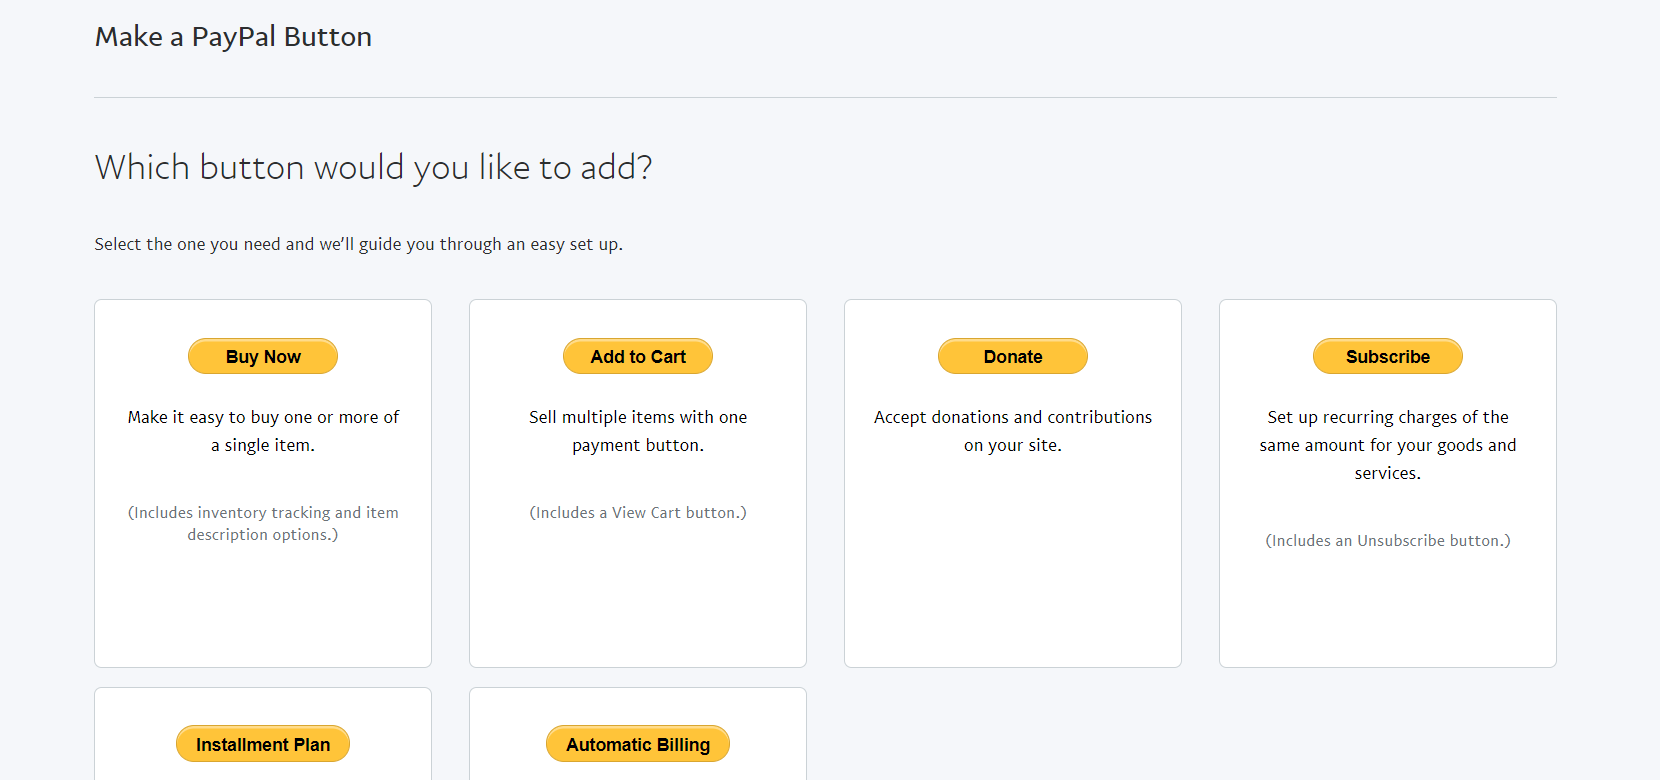 Make a PayPal Button
Which button would you like to add?
Select the one you need and we’ll guide you through an easy set up.
Buy Now
Make it easy to buy one or more of
a single item.
(Includes inventory tracking and item
description options.)
Add to Cart
Sell multiple items with one
payment button.
(Includes a View Cart button.)
Donate
Accept donations and contributions
on your site.
Subscribe
Set up recurring charges of the
same amount for your goods and
services.
(Includes an Unsubscribe button.)
Installment Plan
Automatic Billing